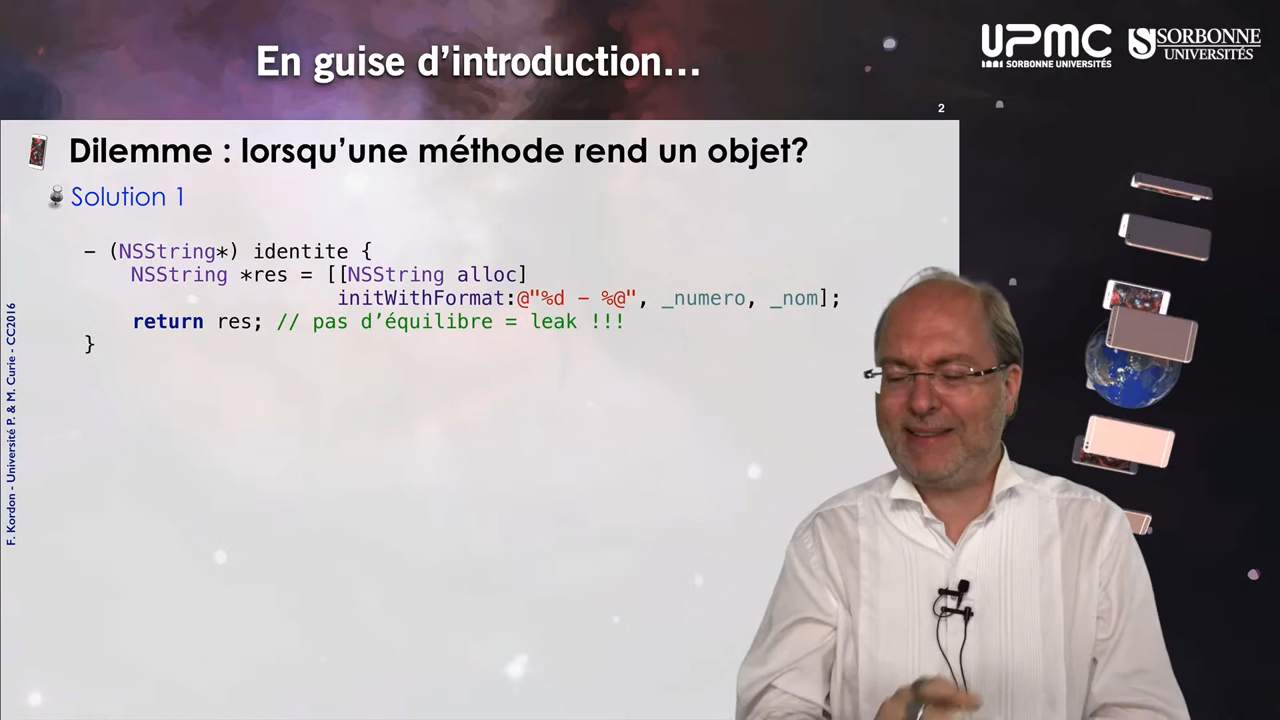 En guise d’introduction…
UPMC
SORBONNE UNIVERSITÉS
SORBONNE
UNIVERSITÉS
2
Dilemme : lorsqu’une méthode rend un objet?
Solution 1
– (NSString*) identite {
NSString *res = [[NSString alloc]
initWithFormat:@"%d – %@", _numero, _nom];
return res; // pas d’équilibre = leak !!!
}
F. Kordon - Université P. & M. Curie - CC2016